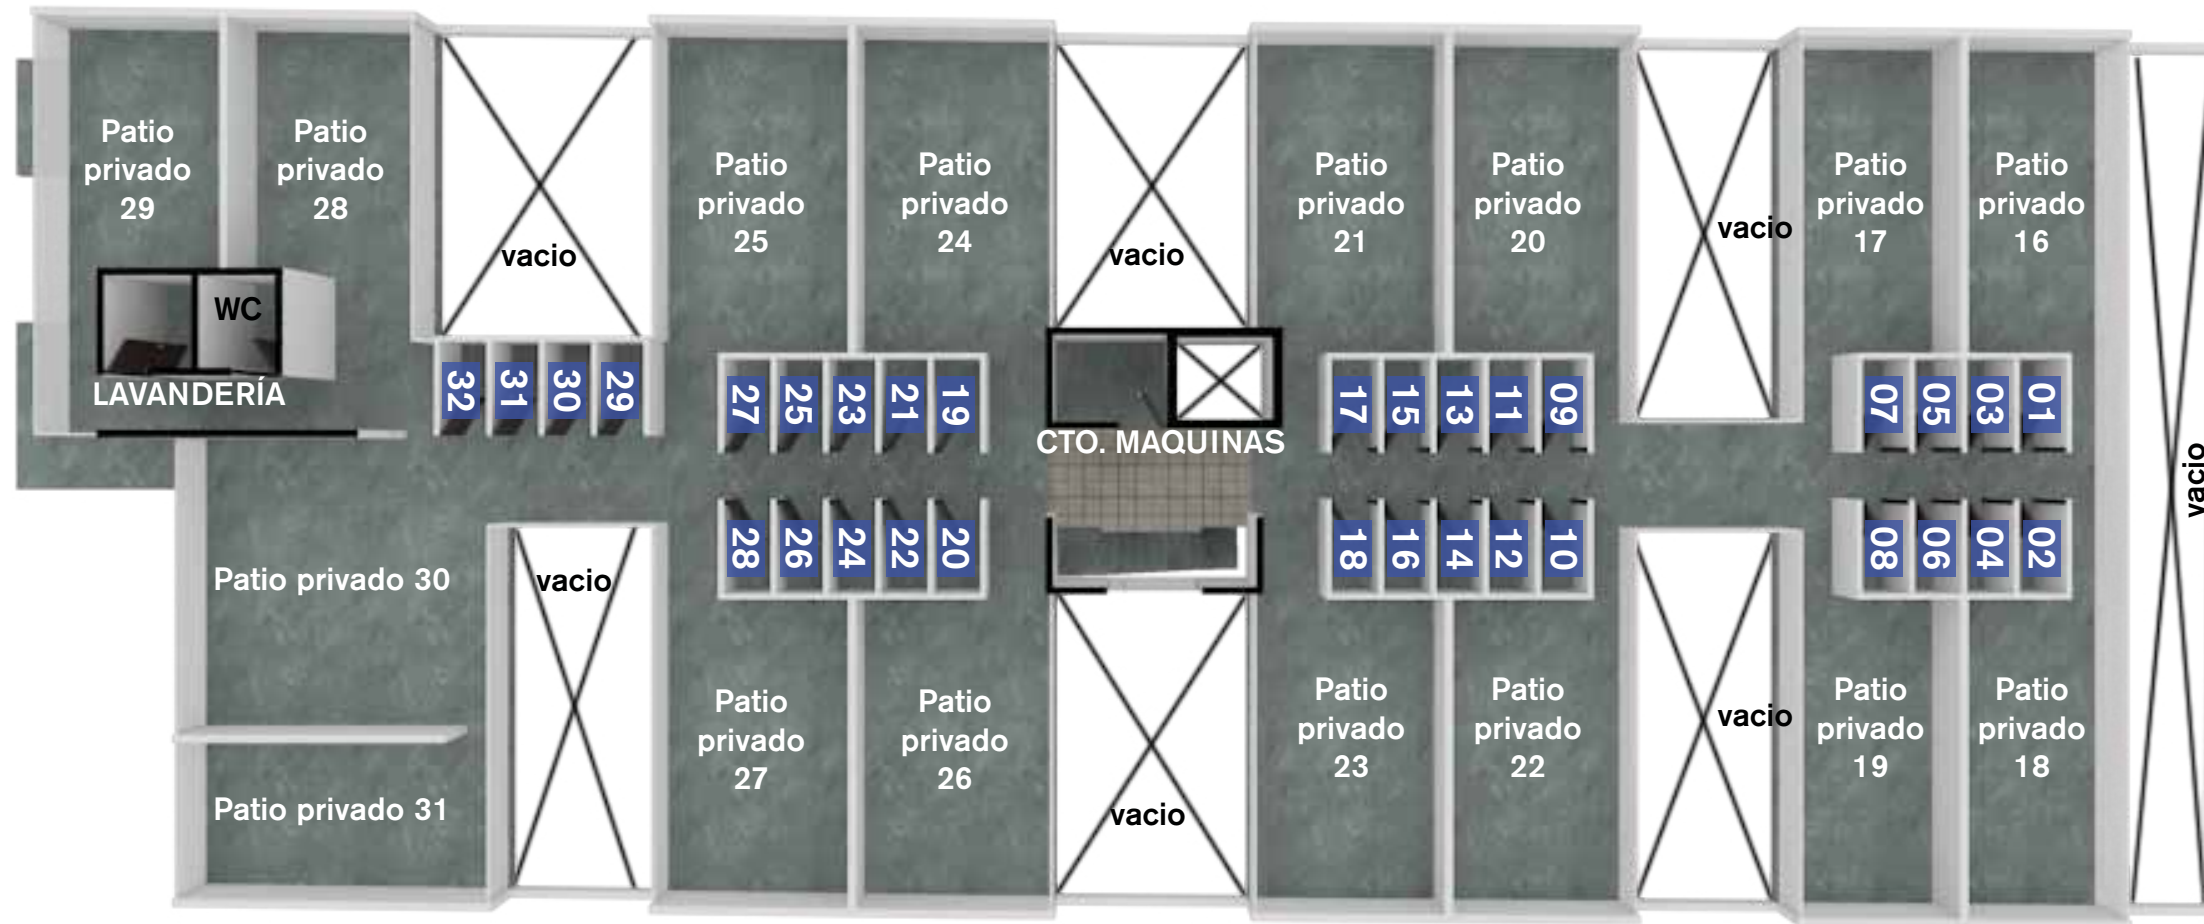 Patio
privado
29
Patio
privado
28
vacio
Patio
privado
25
Patio
privado
24
vacio
Patio
privado
21
Patio
privado
20
vacio
Patio
privado
17
Patio
privado
16
WC
LAVANDERÍA
32
31
30
29
27
25
23
21
19
CTO. MAQUINAS
17
15
13
11
09
07
05
03
01
vacio
28
26
24
22
20
18
16
14
12
10
08
06
04
02
Patio privado 30
vacio
Patio privado 31
Patio
privado
27
Patio
privado
26
vacio
Patio
privado
23
Patio
privado
22
vacio
Patio
privado
19
Patio
privado
18